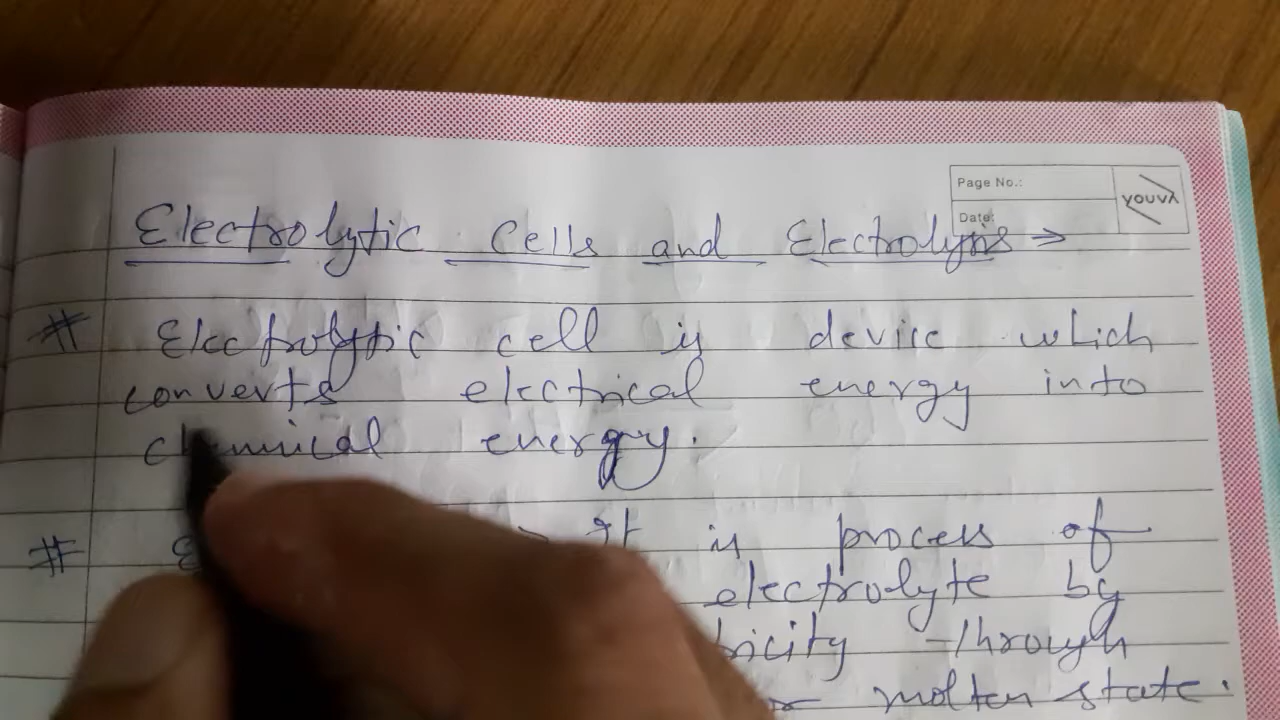 Page No.:
Date:
YOUVA
Electrolytic Cells and Electrolysis ⇒
# Electrolytic cell is device which
converts electrical energy into
chemical energy.
# It is process of
electrolyte by
through
molten state.